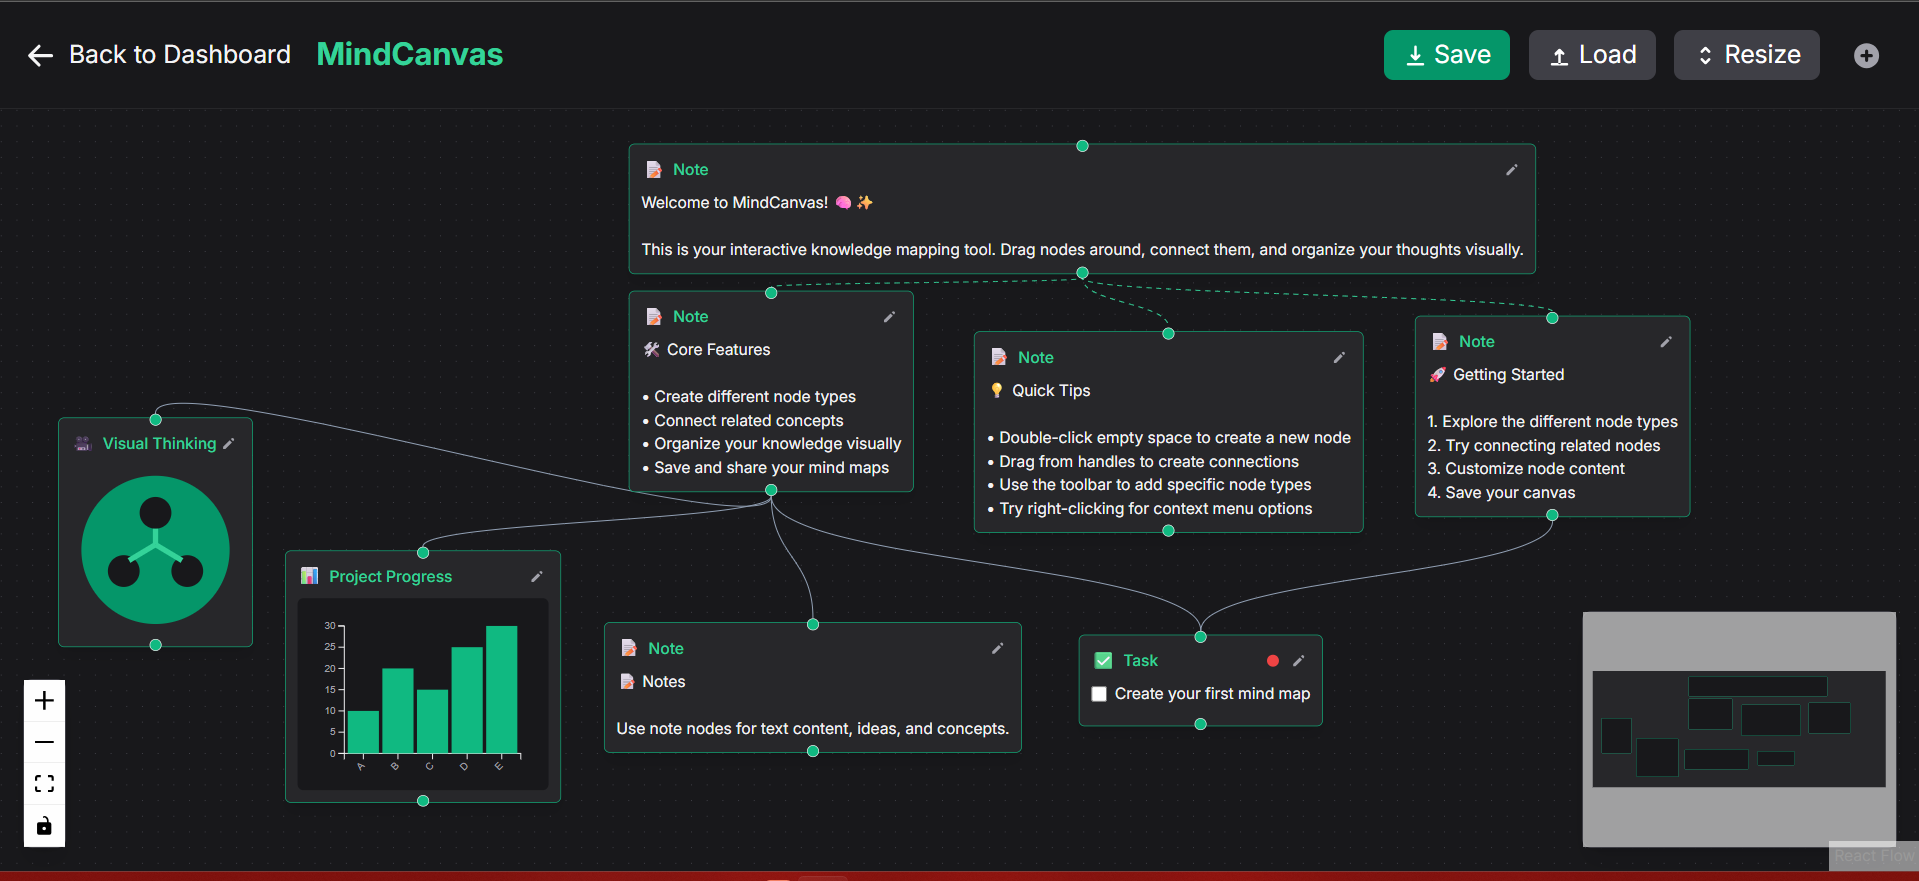 Back to Dashboard
MindCanvas
Save
Load
Resize
Note
Welcome to MindCanvas! 🧠 ✨
This is your interactive knowledge mapping tool. Drag nodes around, connect them, and organize your thoughts visually.
Note
🛠 Core Features
• Create different node types
• Connect related concepts
• Organize your knowledge visually
• Save and share your mind maps
Note
💡 Quick Tips
• Double-click empty space to create a new node
• Drag from handles to create connections
• Use the toolbar to add specific node types
• Try right-clicking for context menu options
Note
🚀 Getting Started
1. Explore the different node types
2. Try connecting related nodes
3. Customize node content
4. Save your canvas
Visual Thinking
Project Progress
30
25
20
15
10
5
0
A
B
C
D
E
Note
📝 Notes
Use note nodes for text content, ideas, and concepts.
Task
Create your first mind map
React Flow